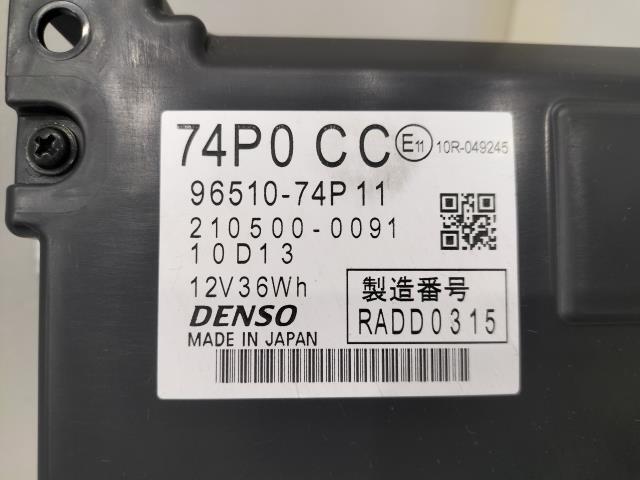 74P0 CC E11 10R-049245
96510-74P11
210500-0091
10D13
12V36Wh
DENSO
MADE IN JAPAN
製造番号
RADD0315